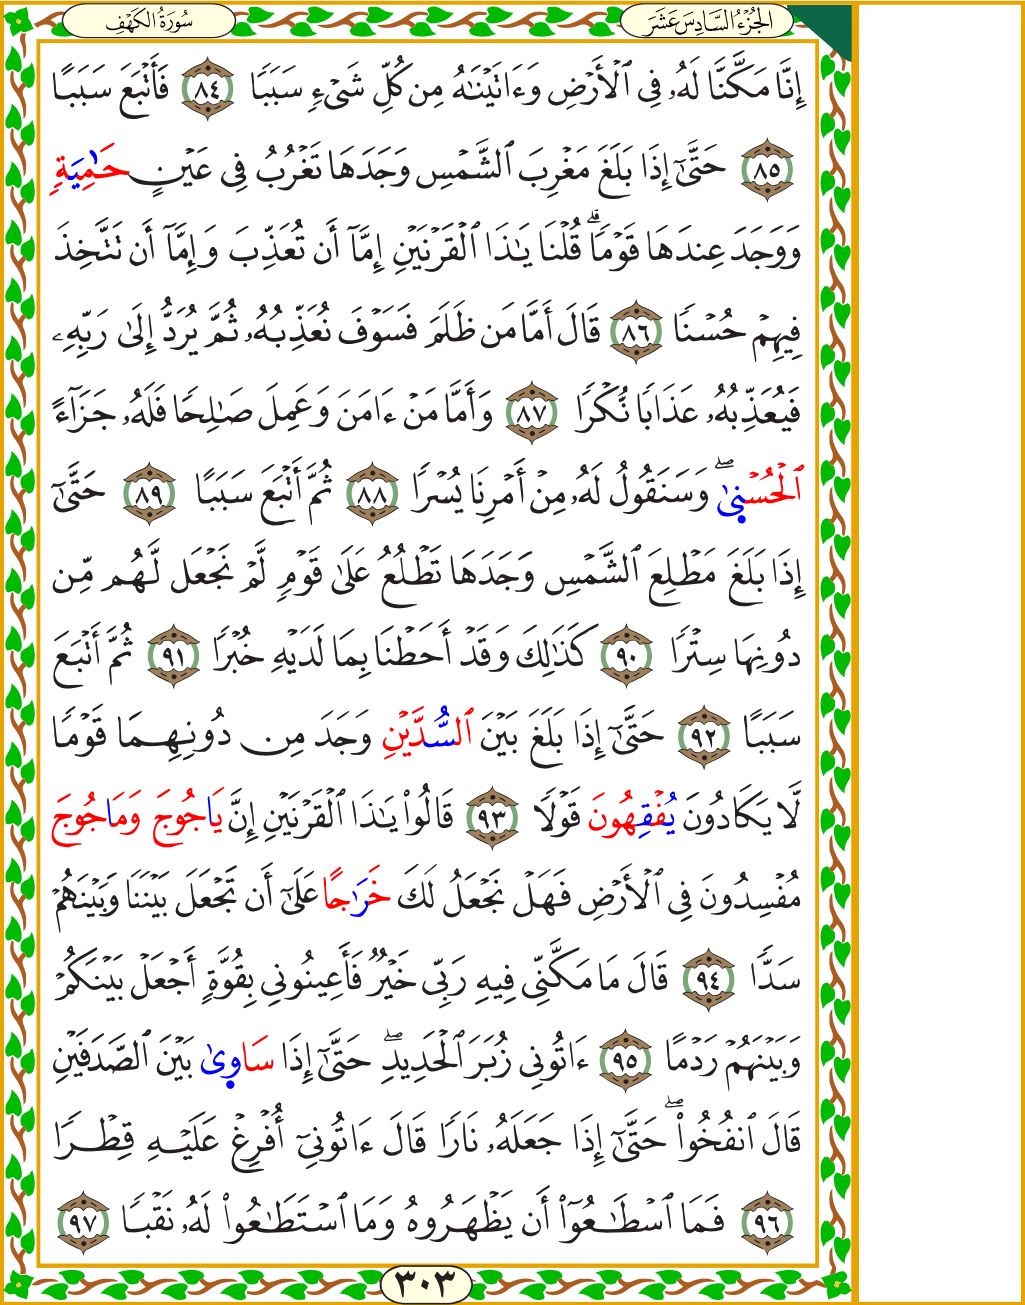 الجُزْءُ السَّادِسَ عَشَرَ
سُورَةُ الكَهْفِ
إِنَّا مَكَّنَّا لَهُۥ فِي ٱلْأَرْضِ وَءَاتَيْنَٰهُ مِن كُلِّ شَيْءٖ سَبَبٗا ٨٤ فَأَتْبَعَ سَبَبًا
٨٥ حَتَّىٰٓ إِذَا بَلَغَ مَغْرِبَ ٱلشَّمْسِ وَجَدَهَا تَغْرُبُ فِي عَيْنٍ حَٰمِيَةٖ
وَوَجَدَ عِندَهَا قَوْمٗاۗ قُلْنَا يَٰذَا ٱلْقَرْنَيْنِ إِمَّآ أَن تُعَذِّبَ وَإِمَّآ أَن تَتَّخِذَ
فِيهِمْ حُسْنٗا ٨٦ قَالَ أَمَّا مَن ظَلَمَ فَسَوْفَ نُعَذِّبُهُۥ ثُمَّ يُرَدُّ إِلَىٰ رَبِّهِۦ
فَيُعَذِّبُهُۥ عَذَابٗا نُّكْرٗا ٨٧ وَأَمَّا مَنْ ءَامَنَ وَعَمِلَ صَٰلِحٗا فَلَهُۥ جَزَآءُ
ٱلْحُسْنِىٰۖ وَسَنَقُولُ لَهُۥ مِنْ أَمْرِنَا يُسْرٗا ٨٨ ثُمَّ أَتْبَعَ سَبَبًا ٨٩ حَتَّىٰٓ
إِذَا بَلَغَ مَطْلِعَ ٱلشَّمْسِ وَجَدَهَا تَطْلُعُ عَلَىٰ قَوْمٖ لَّمْ نَجْعَل لَّهُم مِّن
دُونِهَا سِتْرٗا ٩٠ كَذَٰلِكَ وَقَدْ أَحَطْنَا بِمَا لَدَيْهِ خُبْرٗا ٩١ ثُمَّ أَتْبَعَ
سَبَبًا ٩٢ حَتَّىٰٓ إِذَا بَلَغَ بَيْنَ ٱلسُّدَّيْنِ وَجَدَ مِن دُونِهِمَا قَوْمٗا
لَّا يَكَادُونَ يُفْقِهُونَ قَوْلٗا ٩٣ قَالُوا۟ يَٰذَا ٱلْقَرْنَيْنِ إِنَّ يَاجُوجَ وَمَاجُوجَ
مُفْسِدُونَ فِي ٱلْأَرْضِ فَهَلْ نَجْعَلُ لَكَ خَرَٰجًا عَلَىٰٓ أَن تَجْعَلَ بَيْنَنَا وَبَيْنَهُمْ
سَدّٗا ٩٤ قَالَ مَا مَكَّنِّي فِيهِ رَبِّي خَيْرٞ فَأَعِينُونِي بِقُوَّةٍ أَجْعَلْ بَيْنَكُمْ
وَبَيْنَهُمْ رَدْمًا ٩٥ ءَاتُونِي زُبَرَ ٱلْحَدِيدِۖ حَتَّىٰٓ إِذَا سَاوِىٰ بَيْنَ ٱلصَّدَفَيْنِ
قَالَ ٱنفُخُوا۟ۖ حَتَّىٰٓ إِذَا جَعَلَهُۥ نَارٗا قَالَ ءَاتُونِيٓ أُفْرِغْ عَلَيْهِ قِطْرٗا
٩٦ فَمَا ٱسْطَٰعُوٓا۟ أَن يَظْهَرُوهُ وَمَا ٱسْتَطَٰعُوا۟ لَهُۥ نَقْبٗا ٩٧
٣٠٣